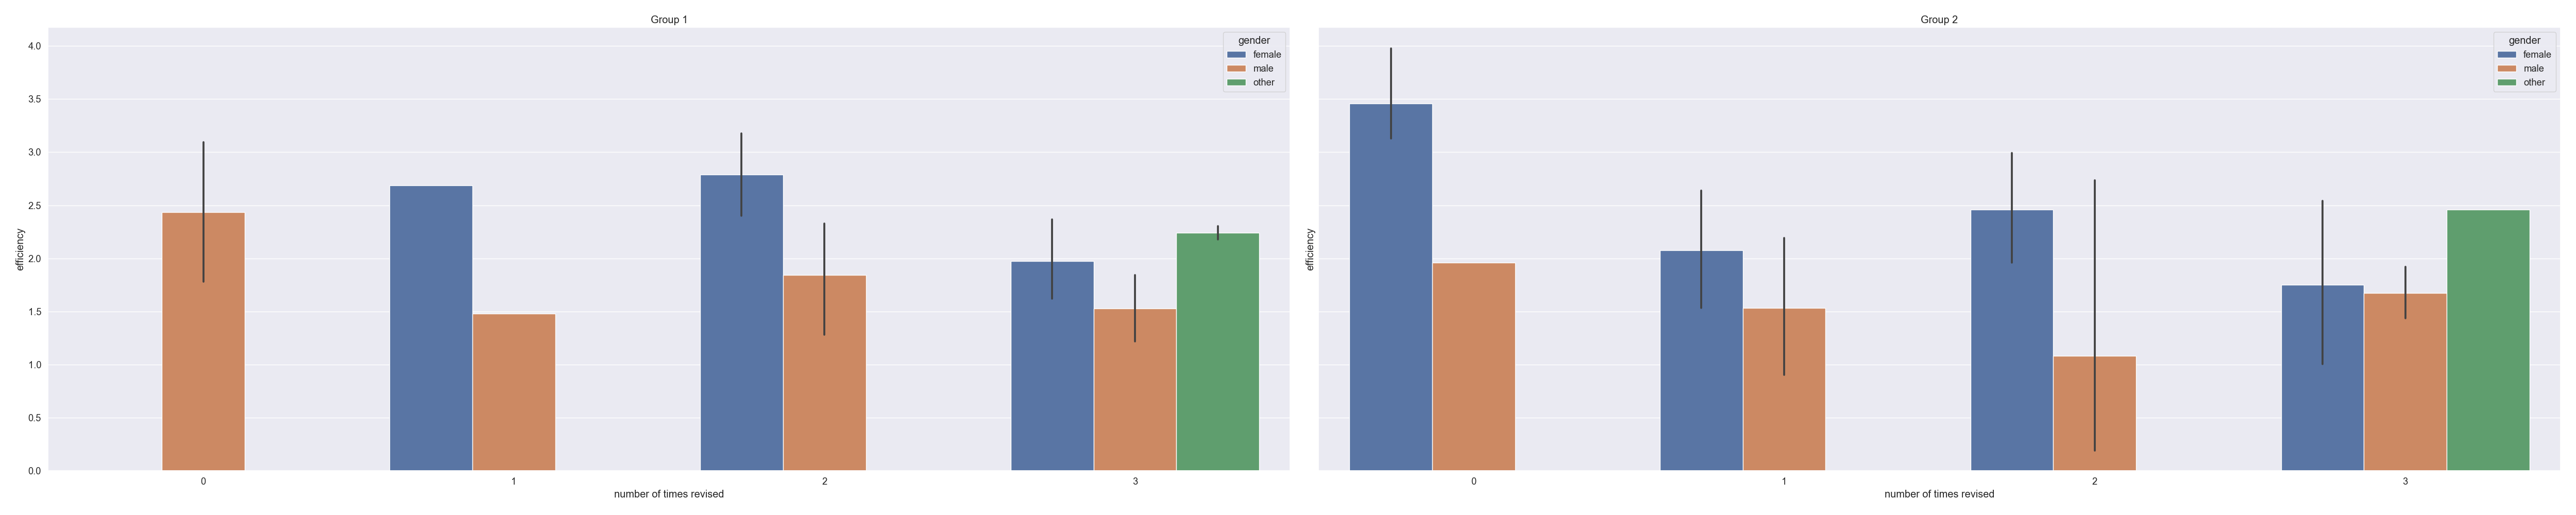 Group 1
4.0
3.5
3.0
2.5
2.0
1.5
1.0
0.5
0.0
efficiency
0 1 2 3
number of times revised
gender
female
male
other
Group 2
efficiency
0 1 2 3
number of times revised
gender
female
male
other